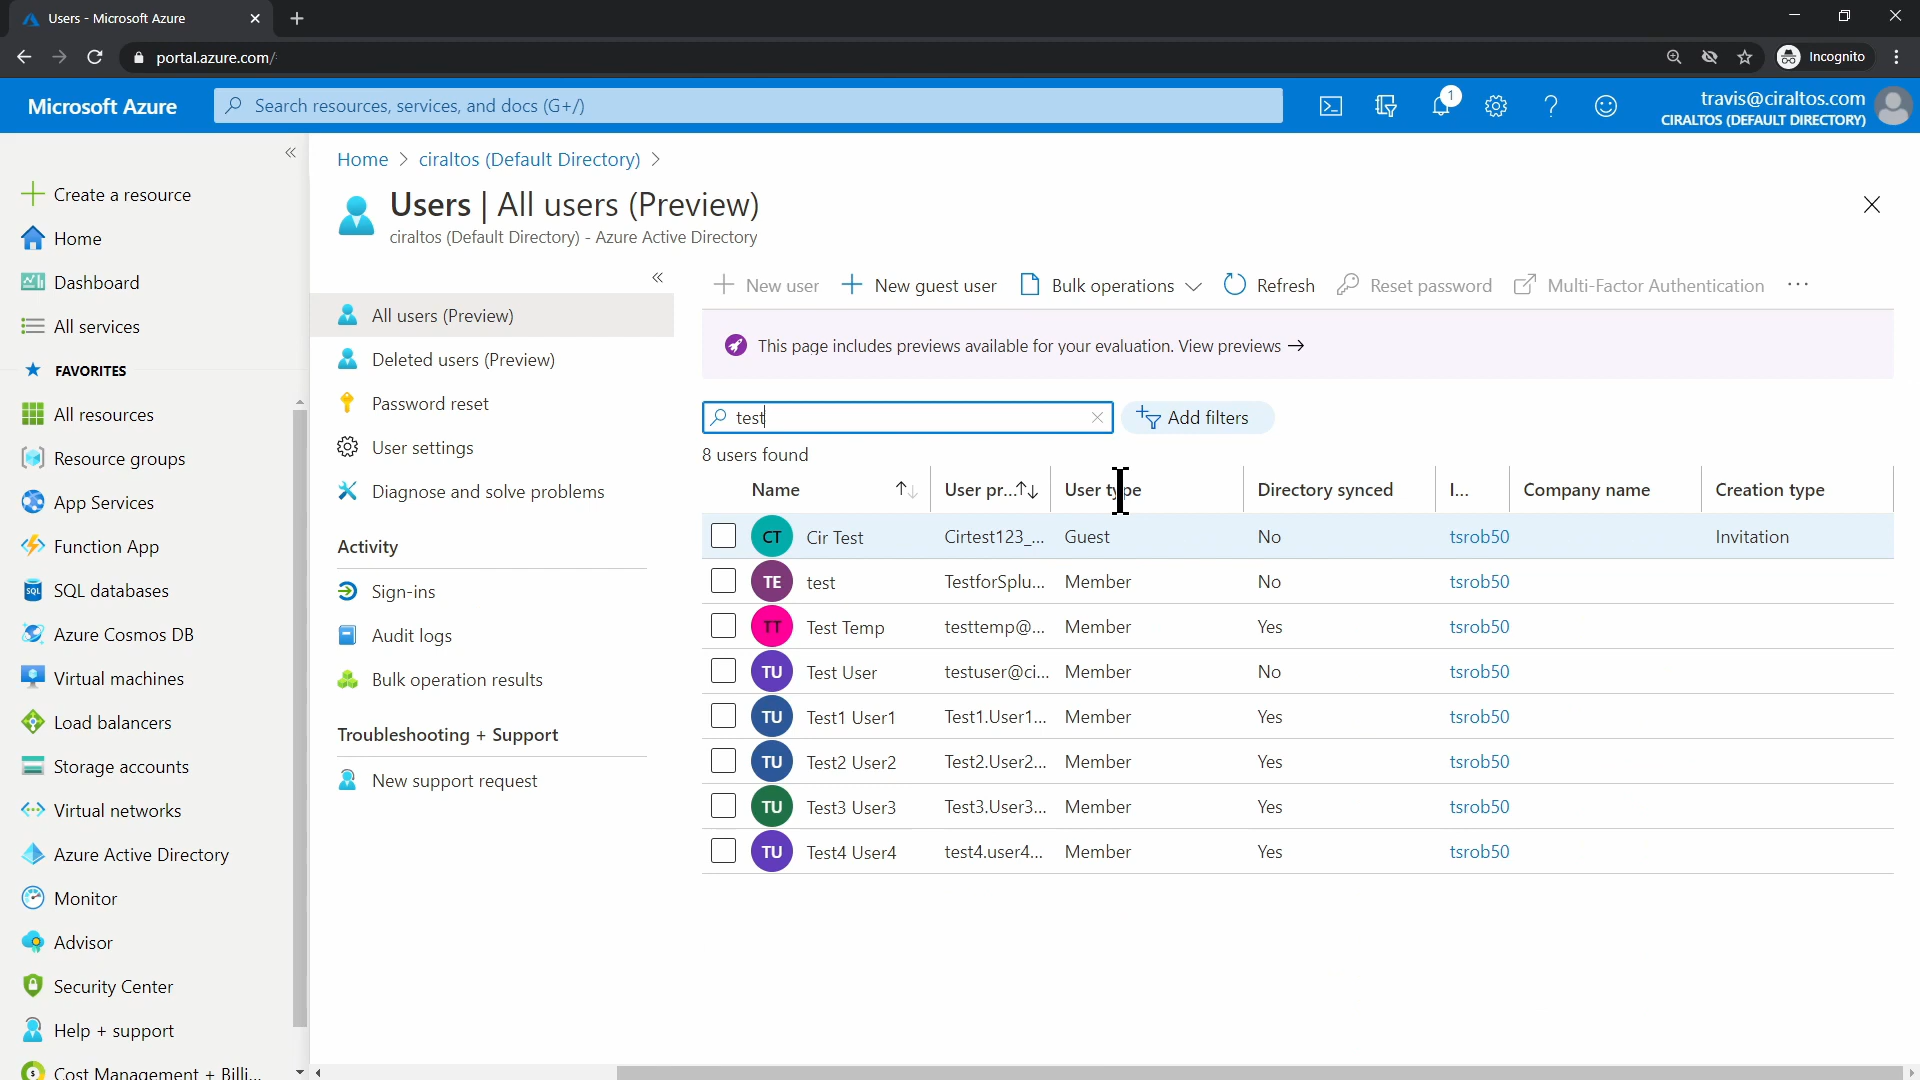 Users - Microsoft Azure
portal.azure.com/
Incognito
Microsoft Azure
Search resources, services, and docs (G+/)
1
travis@ciraltos.com
CIRALTOS (DEFAULT DIRECTORY)
Create a resource
Home
Dashboard
All services
FAVORITES
All resources
Resource groups
App Services
Function App
SQL databases
Azure Cosmos DB
Virtual machines
Load balancers
Storage accounts
Virtual networks
Azure Active Directory
Monitor
Advisor
Security Center
Help + support
Cost Management + Billi...
Home > ciraltos (Default Directory) >
Users | All users (Preview)
ciraltos (Default Directory) - Azure Active Directory
All users (Preview)
Deleted users (Preview)
Password reset
User settings
Diagnose and solve problems
Activity
Sign-ins
Audit logs
Bulk operation results
Troubleshooting + Support
New support request
New user New guest user Bulk operations Refresh Reset password Multi-Factor Authentication ...
This page includes previews available for your evaluation. View previews →
test
Add filters
8 users found
Name User pr... User type Directory synced I... Company name Creation type
CT Cir Test Cirtest123_... Guest No tsrob50 Invitation
TE test TestforSplu... Member No tsrob50
TT Test Temp testtemp@... Member Yes tsrob50
TU Test User testuser@ci... Member No tsrob50
TU Test1 User1 Test1.User1... Member Yes tsrob50
TU Test2 User2 Test2.User2... Member Yes tsrob50
TU Test3 User3 Test3.User3... Member Yes tsrob50
TU Test4 User4 test4.user4... Member Yes tsrob50